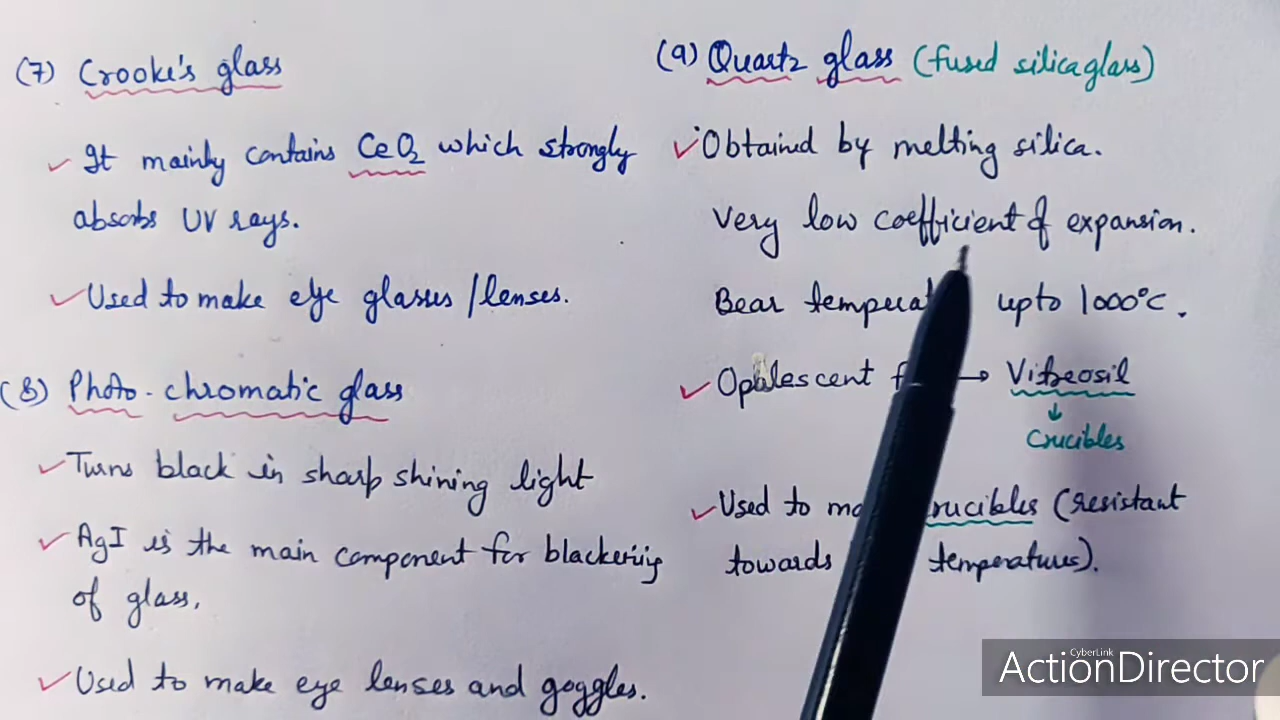 (7) Crooke's glass
It mainly contains CeO2 which strongly
absorbs UV rays.
Used to make eye glasses/lenses.
(8) Photo-chromatic glass
Turns black in sharp shining light
AgI is the main component for blackening
of glass.
Used to make eye lenses and goggles.
(9) Quartz glass (fused silica glass)
Obtained by melting silica.
Very low coefficient of expansion.
Bear temperat upto 1000°C.
Opalescent → Vitreosil
↓
Crucibles
Used to rucibles (resistant
towards temperatures).
CyberLink
ActionDirector